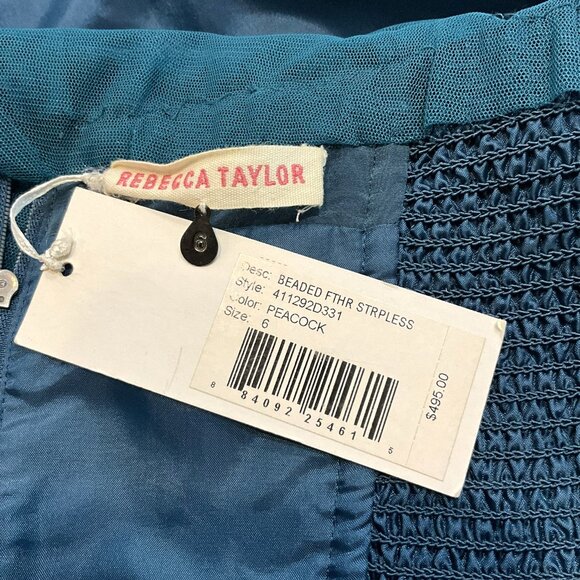 REBECCA TAYLOR
6
Desc: BEADED FTHR STRPLESS
Style: 411292D331
Color: PEACOCK
Size: 6
8 84092 25461 5
$495.00